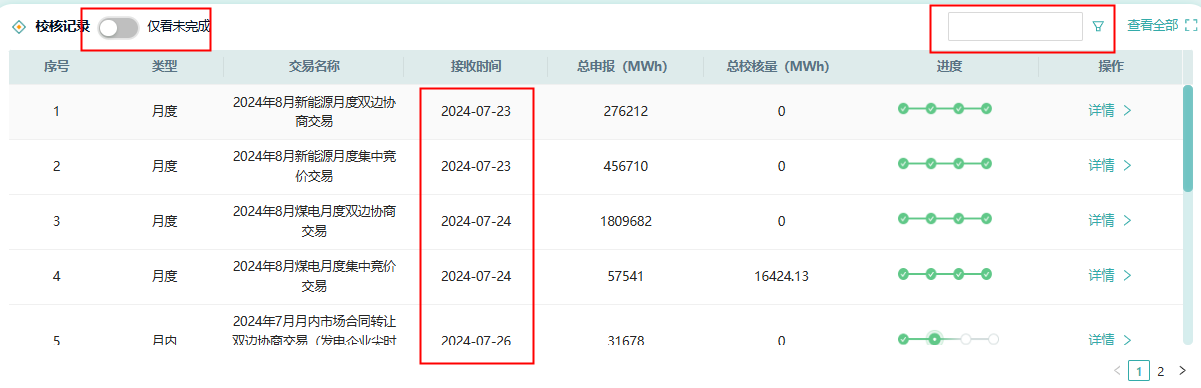 校核记录 仅看未完成 查看全部
序号 类型 交易名称 接收时间 总申报（MWh） 总校核量（MWh） 进度 操作
1 月度 2024年8月新能源月度双边协商交易 2024-07-23 276212 0 详情
2 月度 2024年8月新能源月度集中竞价交易 2024-07-23 456710 0 详情
3 月度 2024年8月煤电月度双边协商交易 2024-07-24 1809682 0 详情
4 月度 2024年8月煤电月度集中竞价交易 2024-07-24 57541 16424.13 详情
5 月内 2024年7月月内市场合同转让双边协商交易（发电企业尖时 2024-07-26 31678 0 详情
1 2